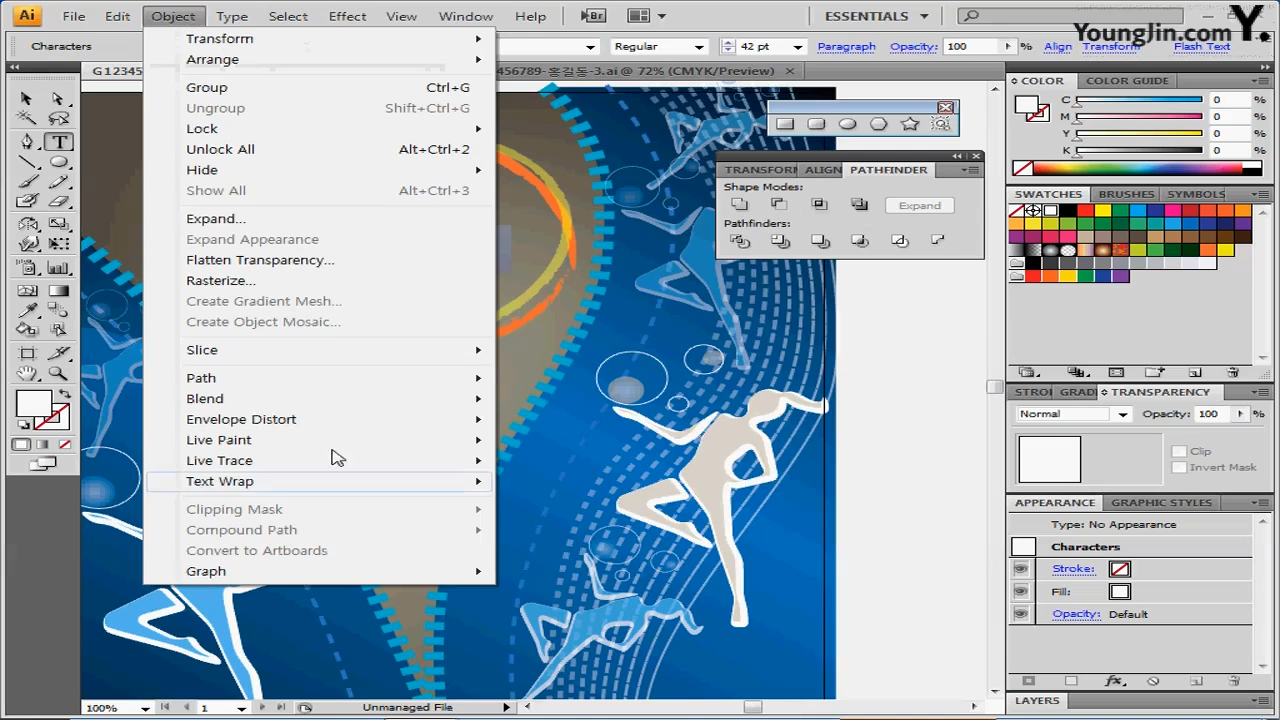 Ai File Edit Object Type Select Effect View Window Help Br ESSENTIALS
YoungJin.com Y.
Characters Regular 42 pt Paragraph Opacity: 100 % Align Transform Flash Text
G12345 456789-홍길동-3.ai @ 72% (CMYK/Preview)
Transform
Arrange
Group Ctrl+G
Ungroup Shift+Ctrl+G
Lock
Unlock All Alt+Ctrl+2
Hide
Show All Alt+Ctrl+3
Expand...
Expand Appearance
Flatten Transparency...
Rasterize...
Create Gradient Mesh...
Create Object Mosaic...
Slice
Path
Blend
Envelope Distort
Live Paint
Live Trace
Text Wrap
Clipping Mask
Compound Path
Convert to Artboards
Graph
TRANSFORM ALIGN PATHFINDER
Shape Modes:
Expand
Pathfinders:
COLOR COLOR GUIDE
C 0 %
M 0 %
Y 0 %
K 0 %
SWATCHES BRUSHES SYMBOLS
STRO GRAD TRANSPARENCY
Normal Opacity: 100 %
Clip
Invert Mask
APPEARANCE GRAPHIC STYLES
Type: No Appearance
Characters
Stroke:
Fill:
Opacity: Default
fx
LAYERS
100% 1 Unmanaged File